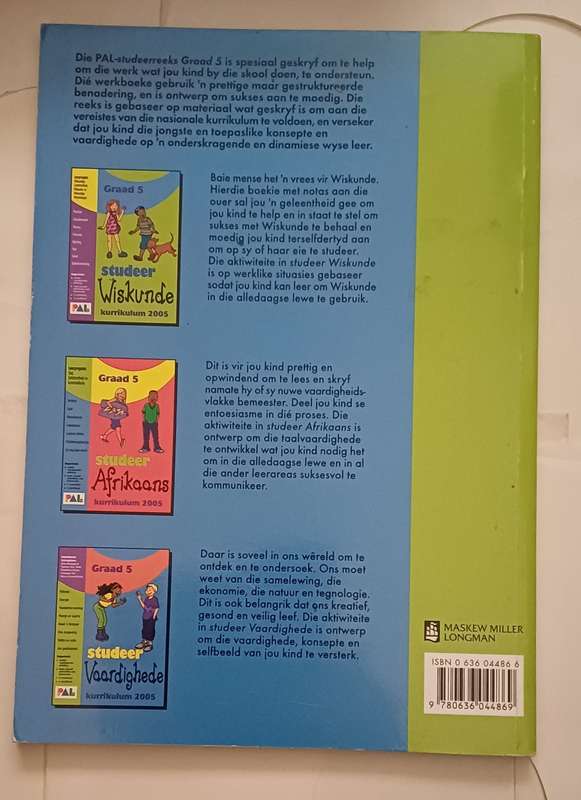 Die PAL-studeerreeks Graad 5 is spesiaal geskryf om te help
om die werk wat jou kind by die skool doen, te ondersteun.
Dié werkboeke gebruik 'n prettige maar gestruktureerde
benadering, en is ontwerp om sukses aan te moedig. Die
reeks is gebaseer op materiaal wat geskryf is om aan die
vereistes van die nasionale kurrikulum te voldoen, en verseker
dat jou kind die jongste en toepaslike konsepte en
vaardighede op 'n onderskragende en dinamiese wyse leer.
Graad 5
studeer
Wiskunde
kurrikulum 2005
PAL
Baie mense het 'n vrees vir Wiskunde.
Hierdie boekie met notas aan die
ouer sal jou 'n geleentheid gee om
jou kind te help en in staat te stel om
sukses met Wiskunde te behaal en
moedig jou kind terselfdertyd aan
om op sy of haar eie te studeer.
Die aktiwiteite in studeer Wiskunde
is op werklike situasies gebaseer
sodat jou kind kan leer om Wiskunde
in die alledaagse lewe te gebruik.
Graad 5
studeer
Afrikaans
kurrikulum 2005
PAL
Dit is vir jou kind prettig en
opwindend om te lees en skryf
namate hy of sy nuwe vaardigheids-
vlakke bemeester. Deel jou kind se
entoesiasme in dié proses. Die
aktiwiteite in studeer Afrikaans is
ontwerp om die taalvaardighede
te ontwikkel wat jou kind nodig het
om in die alledaagse lewe en in al
die ander leerareas suksesvol te
kommunikeer.
Graad 5
studeer
Vaardighede
kurrikulum 2005
PAL
Daar is soveel in ons wêreld om te
ontdek en te ondersoek. Ons moet
weet van die samelewing, die
ekonomie, die natuur en tegnologie.
Dit is ook belangrik dat ons kreatief,
gesond en veilig leef. Die aktiwiteite
in studeer Vaardighede is ontwerp
om die vaardighede, konsepte en
selfbeeld van jou kind te versterk.
MASKEW MILLER
LONGMAN
ISBN 0 636 04486 6
9 780636 044869